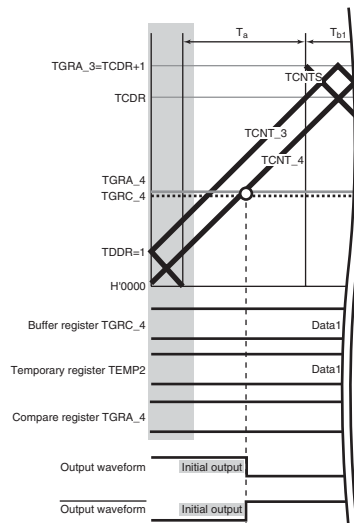 Ta
Tb1
TGRA_3=TCDR+1
TCNTS
TCDR
TCNT_3
TCNT_4
TGRA_4
TGRC_4
TDDR=1
H'0000
Buffer register TGRC_4
Data1
Temporary register TEMP2
Data1
Compare register TGRA_4
Output waveform
Initial output
Output waveform
Initial output